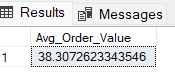 Results Messages
Avg_Order_Value
1 38.3072623343546